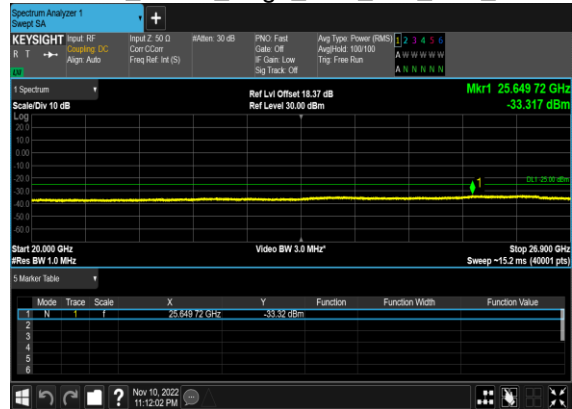 Spectrum Analyzer 1
Swept SA
+
KEYSIGHT
R T
Input: RF
Coupling: DC
Align: Auto
Input Z: 50 Ω
Corr CCorr
Freq Ref: Int (S)
#Atten: 30 dB
PNO: Fast
Gate: Off
IF Gain: Low
Sig Track: Off
Avg Type: Power (RMS)
Avg|Hold: 100/100
Trig: Free Run
1 2 3 4 5 6
A W W W W W
A N N N N N
1 Spectrum
Scale/Div 10 dB
Ref Lvl Offset 18.37 dB
Ref Level 30.00 dBm
Mkr1 25.649 72 GHz
-33.317 dBm
Log
20.0
10.0
0.00
-10.0
-20.0
-30.0
-40.0
-50.0
-60.0
1
DL1 -25.00 dBm
Start 20.000 GHz
#Res BW 1.0 MHz
Video BW 3.0 MHz*
Stop 26.900 GHz
Sweep ~15.2 ms (40001 pts)
5 Marker Table
Mode Trace Scale X Y Function Function Width Function Value
1 N 1 f 25.649 72 GHz -33.32 dBm
2
3
4
5
6
?
Nov 10, 2022
11:12:02 PM